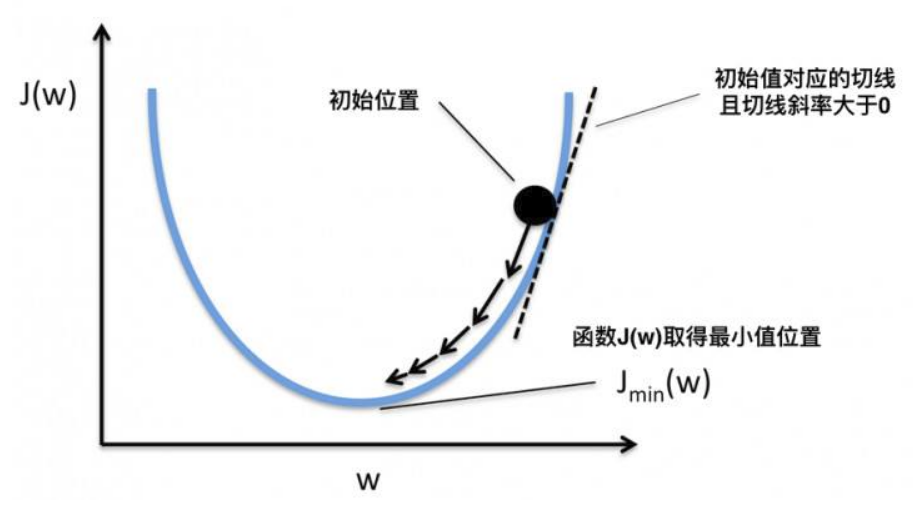 J(w)
初始位置
初始值对应的切线
且切线斜率大于0
函数J(w)取得最小值位置
Jmin(w)
w